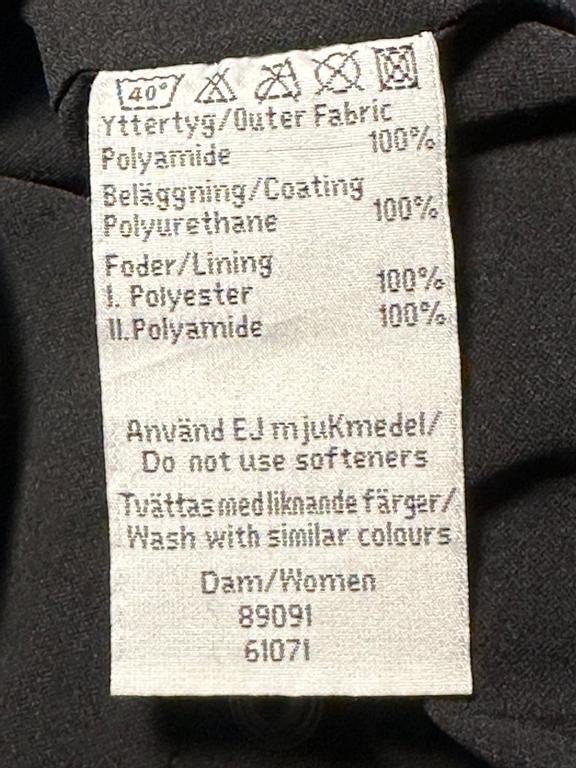 40°
Yttertyg/Outer Fabric
Polyamide 100%
Beläggning/Coating
Polyurethane 100%
Foder/Lining
I. Polyester 100%
II.Polyamide 100%
Använd EJ mjuKmedel/
Do not use softeners
Tvättas med liknande färger/
Wash with similar colours
Dam/Women
89091
61071